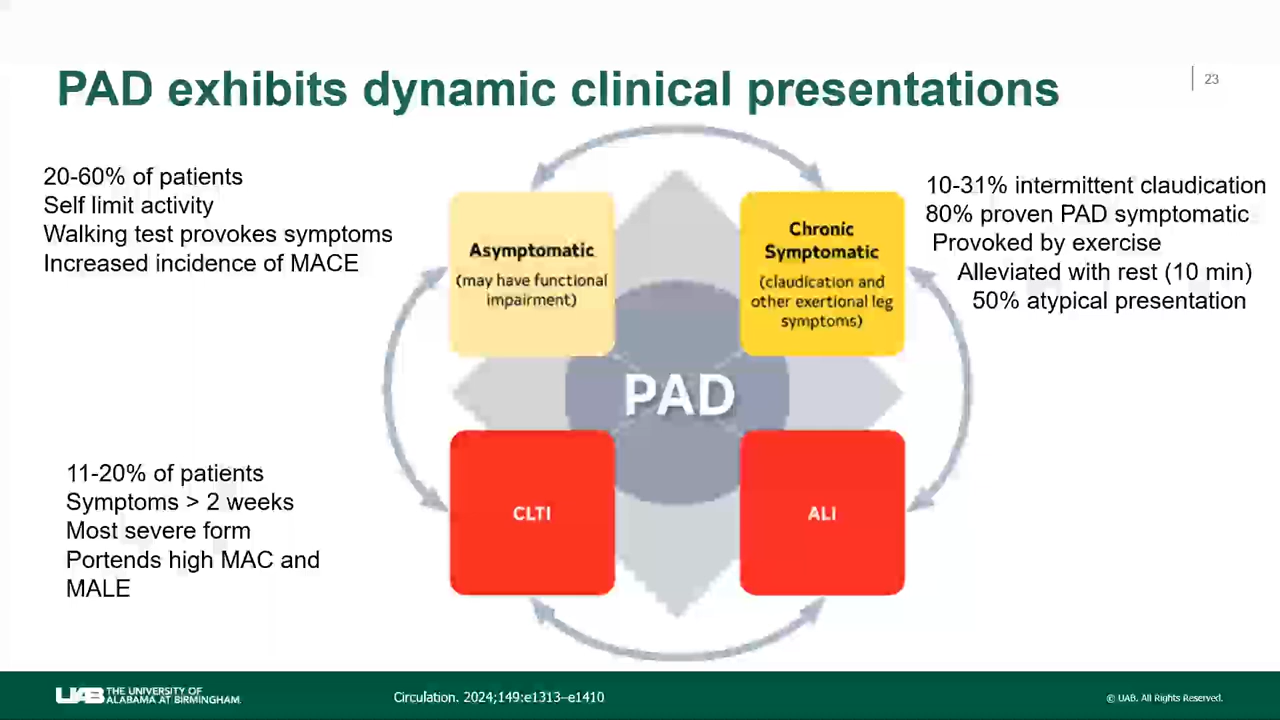 PAD exhibits dynamic clinical presentations
23
20-60% of patients
Self limit activity
Walking test provokes symptoms
Increased incidence of MACE
Asymptomatic
(may have functional
impairment)
Chronic
Symptomatic
(claudication and
other exertional leg
symptoms)
10-31% intermittent claudication
80% proven PAD symptomatic
Provoked by exercise
Alleviated with rest (10 min)
50% atypical presentation
PAD
11-20% of patients
Symptoms > 2 weeks
Most severe form
Portends high MAC and
MALE
CLTI
ALI
UAB THE UNIVERSITY OF
ALABAMA AT BIRMINGHAM.
Circulation. 2024;149:e1313–e1410
© UAB. All Rights Reserved.